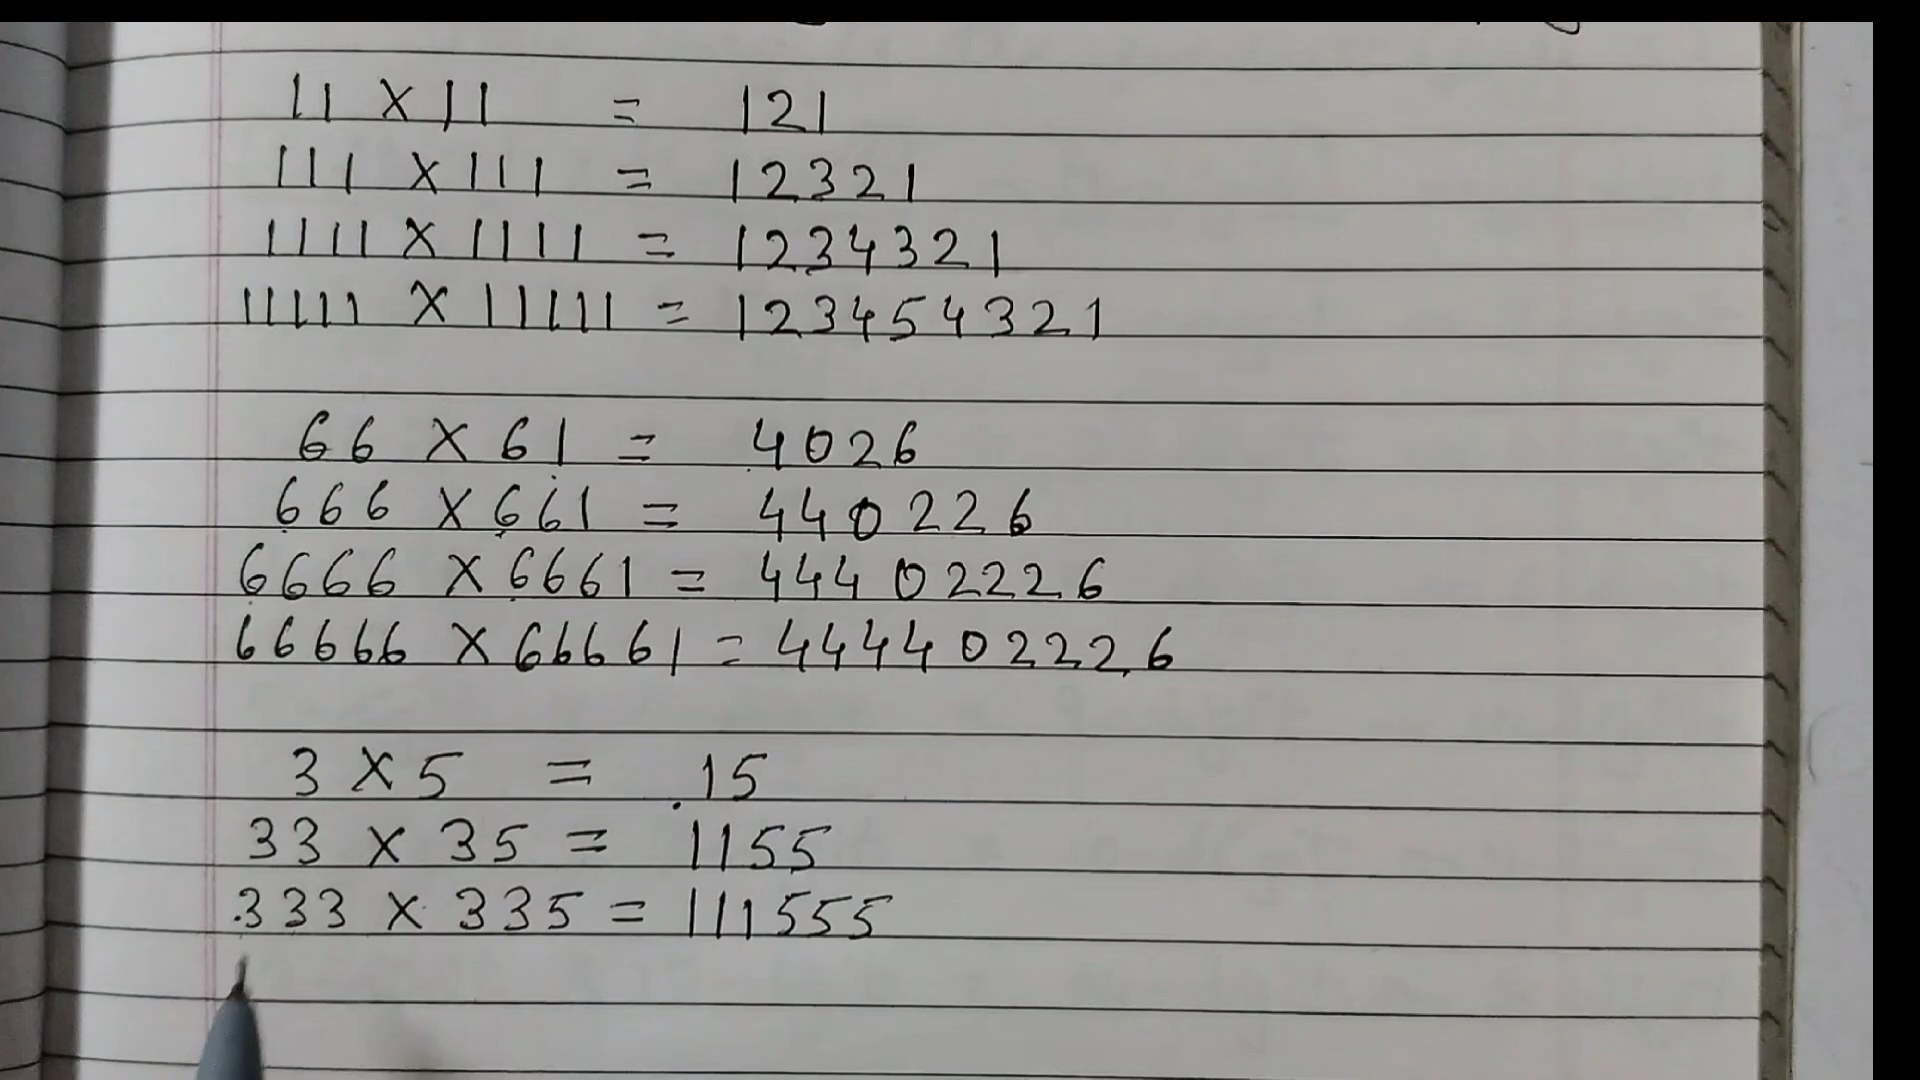 11 × 11 = 121
111 × 111 = 12321
1111 × 1111 = 1234321
11111 × 11111 = 123454321
66 × 61 = 4026
666 × 661 = 440226
6666 × 6661 = 44402226
66666 × 66661 = 444402226
3 × 5 = 15
33 × 35 = 1155
333 × 335 = 111555